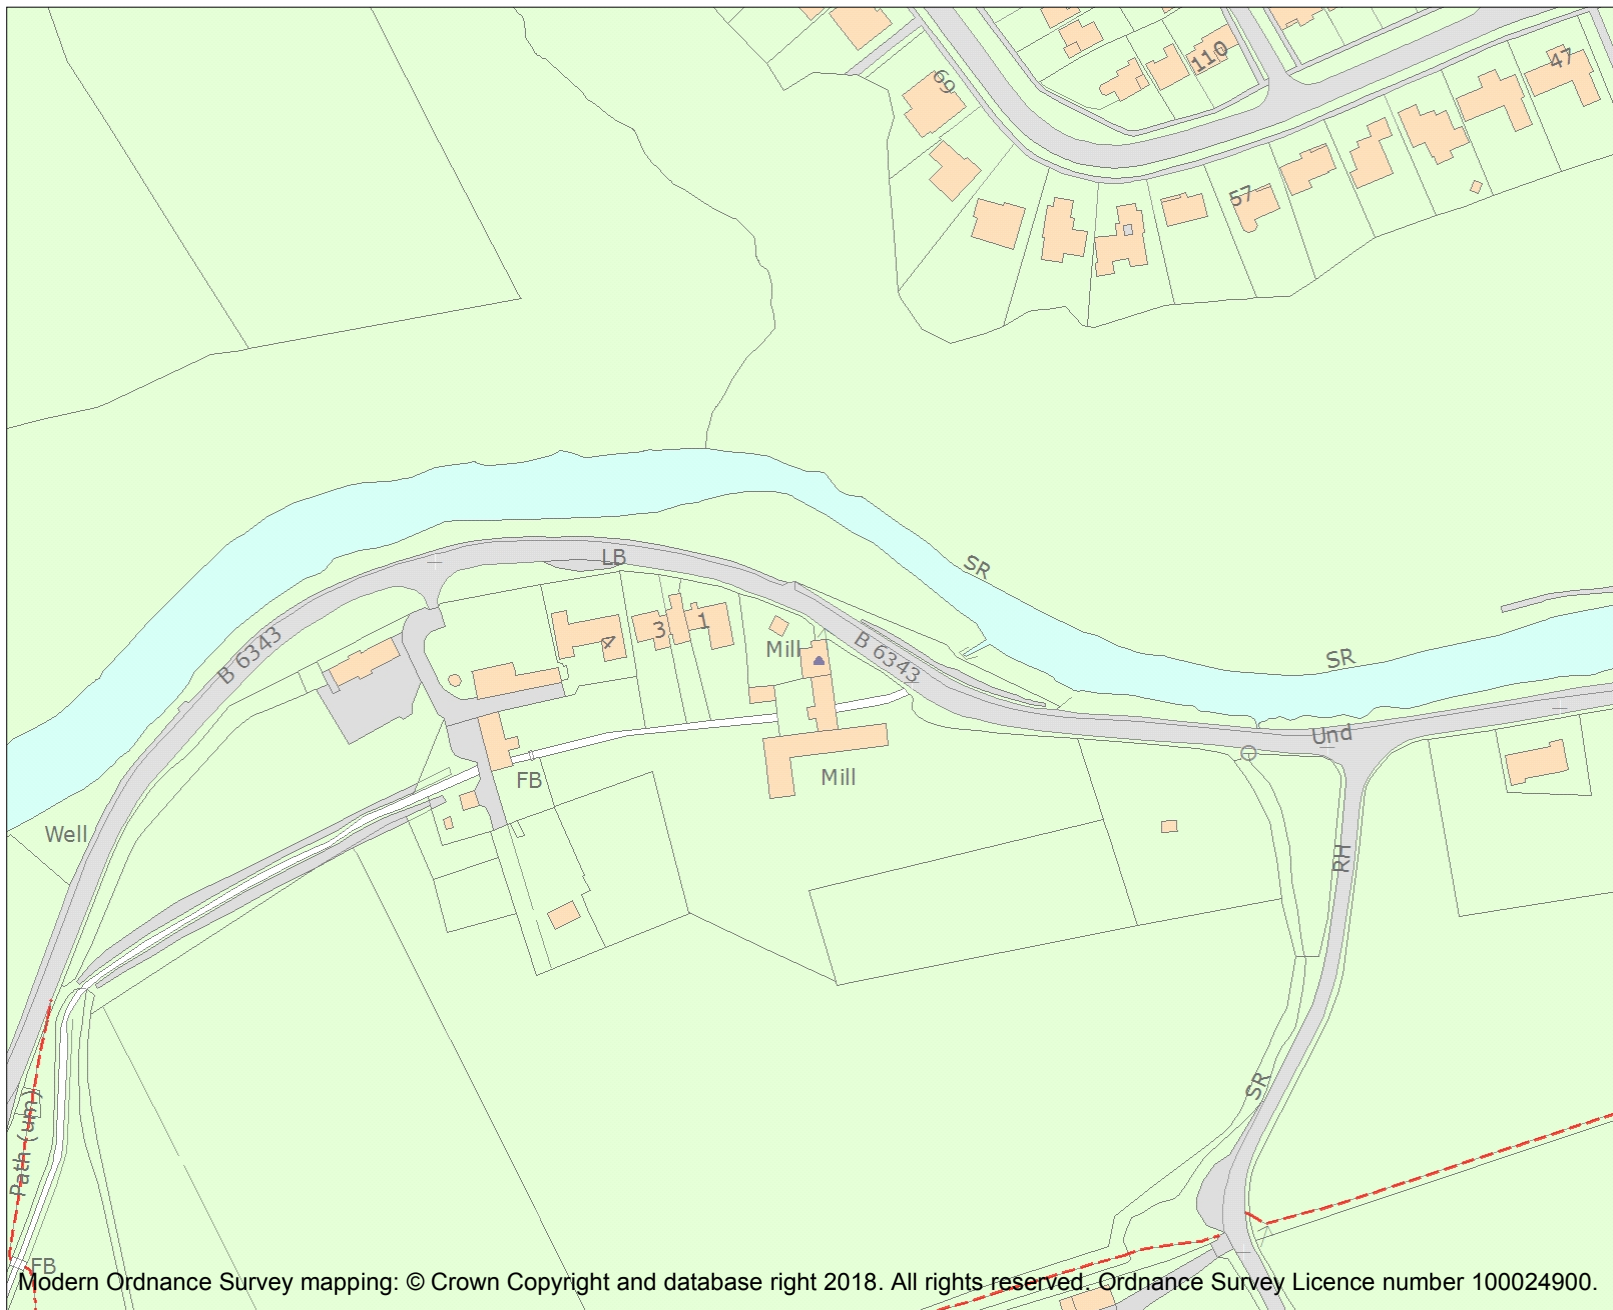 69
110
47
57
LB
SR
B 6343
4
3
1
Mill
B 6343
SR
Und
FB
Mill
Well
RH
SR
Path (um)
FB
Modern Ordnance Survey mapping: © Crown Copyright and database right 2018. All rights reserved. Ordnance Survey Licence number 100024900.